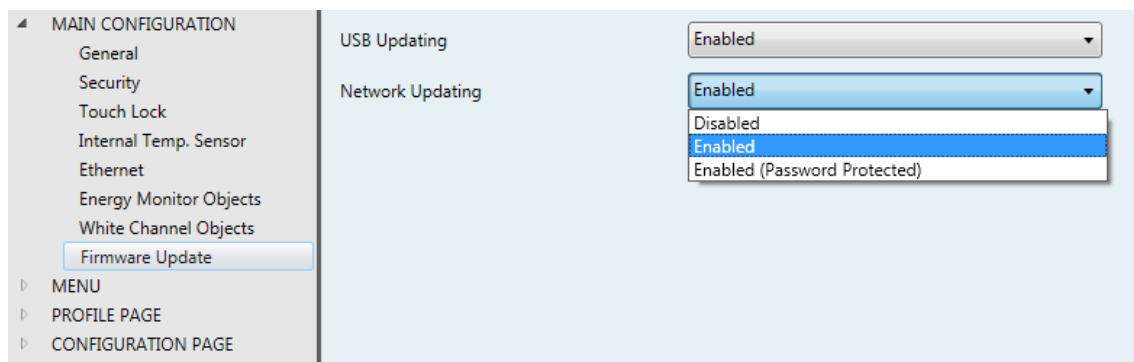 MAIN CONFIGURATION
General
Security
Touch Lock
Internal Temp. Sensor
Ethernet
Energy Monitor Objects
White Channel Objects
Firmware Update
MENU
PROFILE PAGE
CONFIGURATION PAGE
USB Updating
Enabled
Network Updating
Enabled
Disabled
Enabled
Enabled (Password Protected)